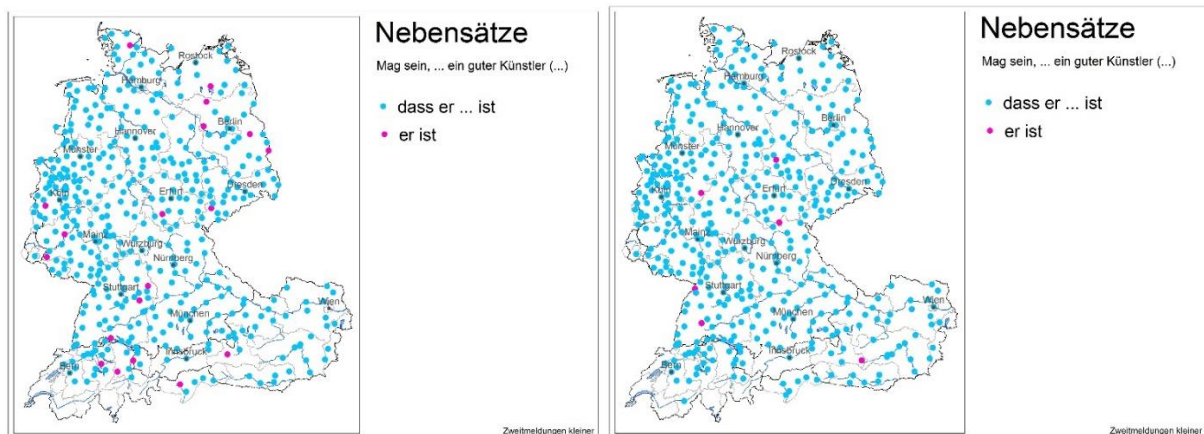 Nebensätze
Mag sein, ... ein guter Künstler (...)
dass er ... ist
er ist
Rostock
Hamburg
Berlin
Hannover
Münster
Köln
Erfurt
Dresden
Mainz
Würzburg
Nürnberg
Stuttgart
München
Wien
Innsbruck
Bern
Zweitmeldungen kleiner
Nebensätze
Mag sein, ... ein guter Künstler (...)
dass er ... ist
er ist
Rostock
Hamburg
Berlin
Hannover
Münster
Köln
Erfurt
Dresden
Mainz
Würzburg
Nürnberg
Stuttgart
München
Wien
Innsbruck
Bern
Zweitmeldungen kleiner